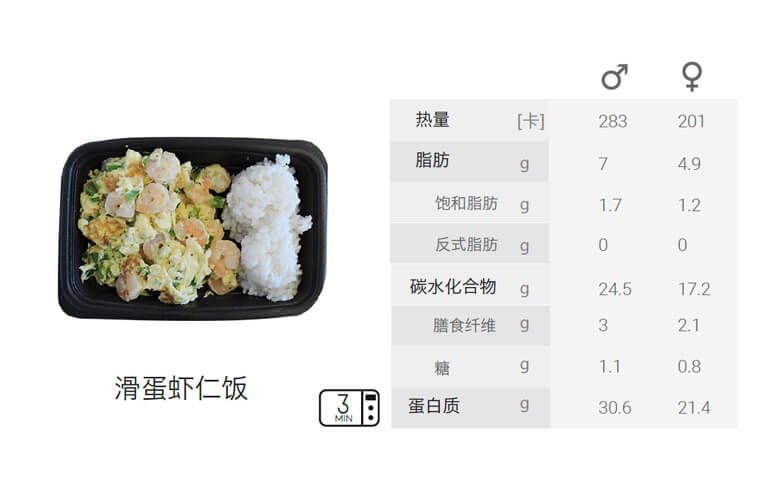 ♂ ♀
热量 [卡] 283 201
脂肪 g 7 4.9
饱和脂肪 g 1.7 1.2
反式脂肪 g 0 0
碳水化合物 g 24.5 17.2
膳食纤维 g 3 2.1
糖 g 1.1 0.8
蛋白质 g 30.6 21.4
滑蛋虾仁饭
3
MIN